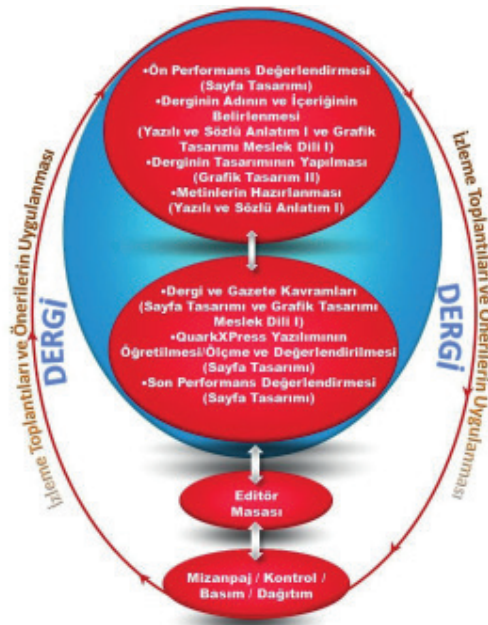 •Ön Performans Değerlendirmesi
(Sayfa Tasarımı)
•Derginin Adının ve İçeriğinin
Belirlenmesi
(Yazılı ve Sözlü Anlatım I ve Grafik
Tasarımı Meslek Dili I)
•Derginin Tasarımının Yapılması
(Grafik Tasarım II)
•Metinlerin Hazırlanması
(Yazılı ve Sözlü Anlatım I)
•Dergi ve Gazete Kavramları
(Sayfa Tasarımı ve Grafik Tasarımı
Meslek Dili I)
•QuarkXPress Yazılımının
Öğretilmesi/Ölçme ve Değerlendirilmesi
(Sayfa Tasarımı)
•Son Performans Değerlendirmesi
(Sayfa Tasarımı)
Editör
Masası
Mizanpaj / Kontrol /
Basım / Dağıtım
İzleme Toplantıları ve Önerilerin Uygulanması
DERGİ
İzleme Toplantıları ve Önerilerin Uygulanması
DERGİ